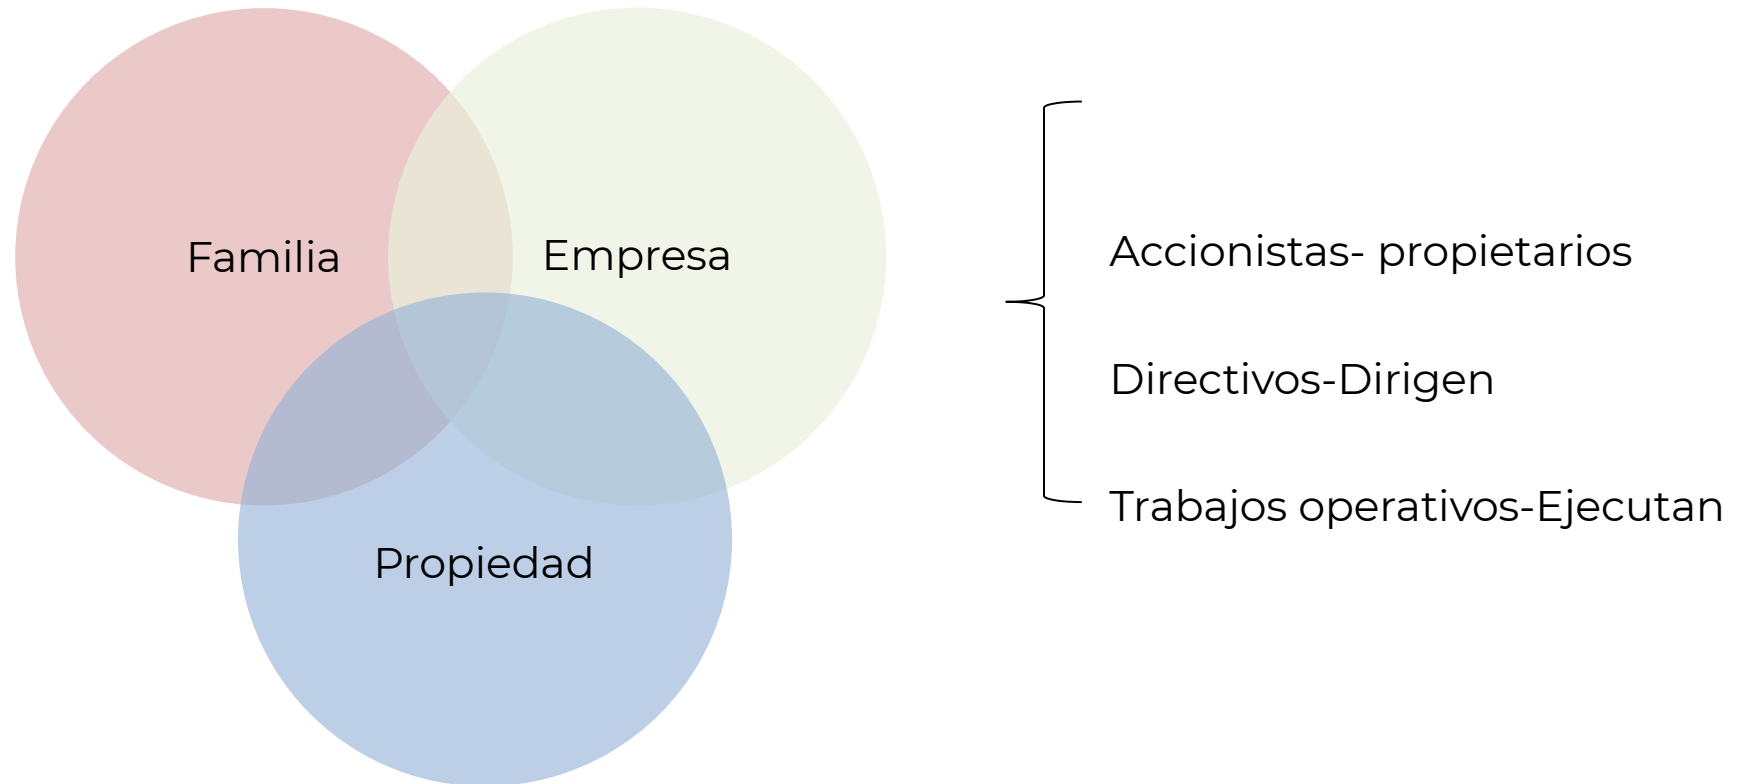 Familia
Empresa
Propiedad
Accionistas- propietarios
Directivos-Dirigen
Trabajos operativos-Ejecutan